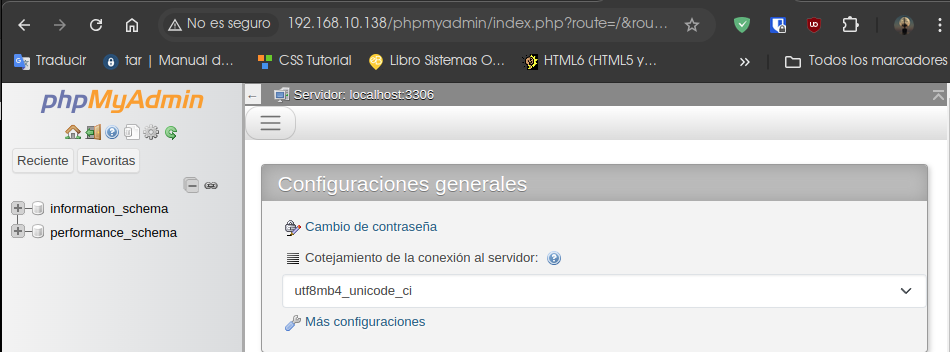 No es seguro 192.168.10.138/phpmyadmin/index.php?route=/&rou...
Traducir tar | Manual d... CSS Tutorial LIbro Sistemas O... HTML6 (HTML5 y... » Todos los marcadores
phpMyAdmin
← Servidor: localhost:3306
Reciente Favoritas
information_schema
performance_schema
Configuraciones generales
Cambio de contraseña
Cotejamiento de la conexión al servidor:
utf8mb4_unicode_ci
Más configuraciones